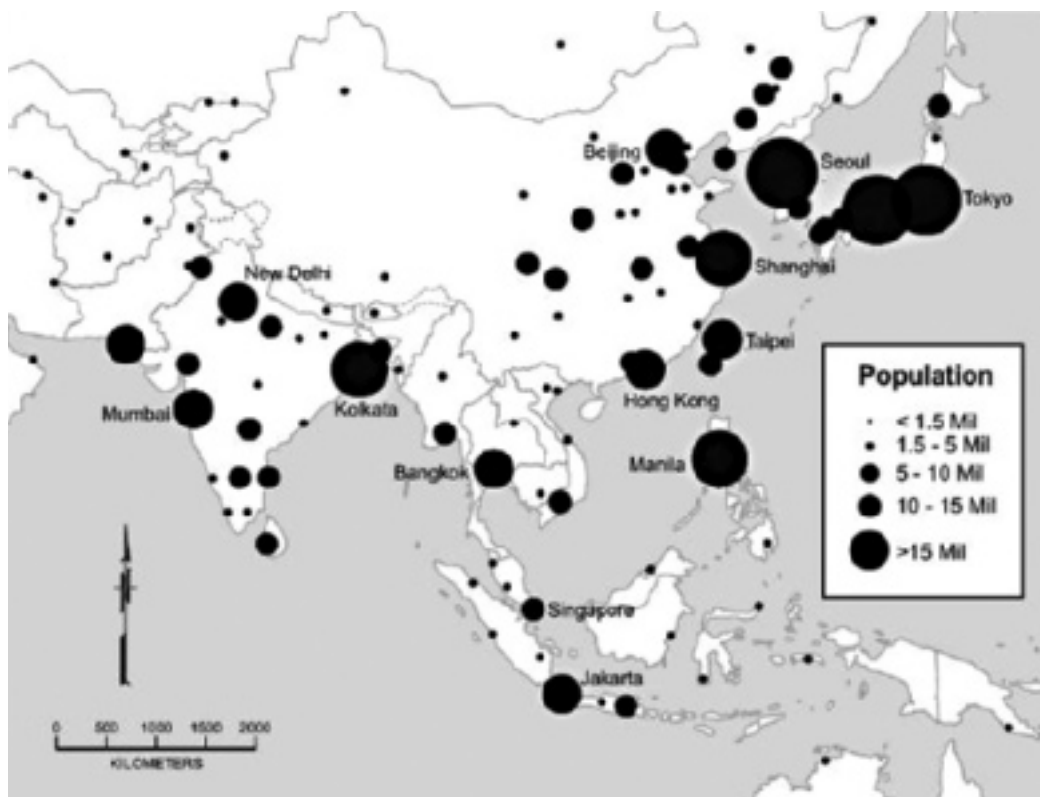 Beijing
Seoul
Tokyo
New Delhi
Shanghai
Taipei
Mumbai
Kolkata
Hong Kong
Bangkok
Manila
Singapore
Jakarta
Population
< 1.5 Mil
1.5 - 5 Mil
5 - 10 Mil
10 - 15 Mil
>15 Mil
0 500 1000 1500 2000
KILOMETERS